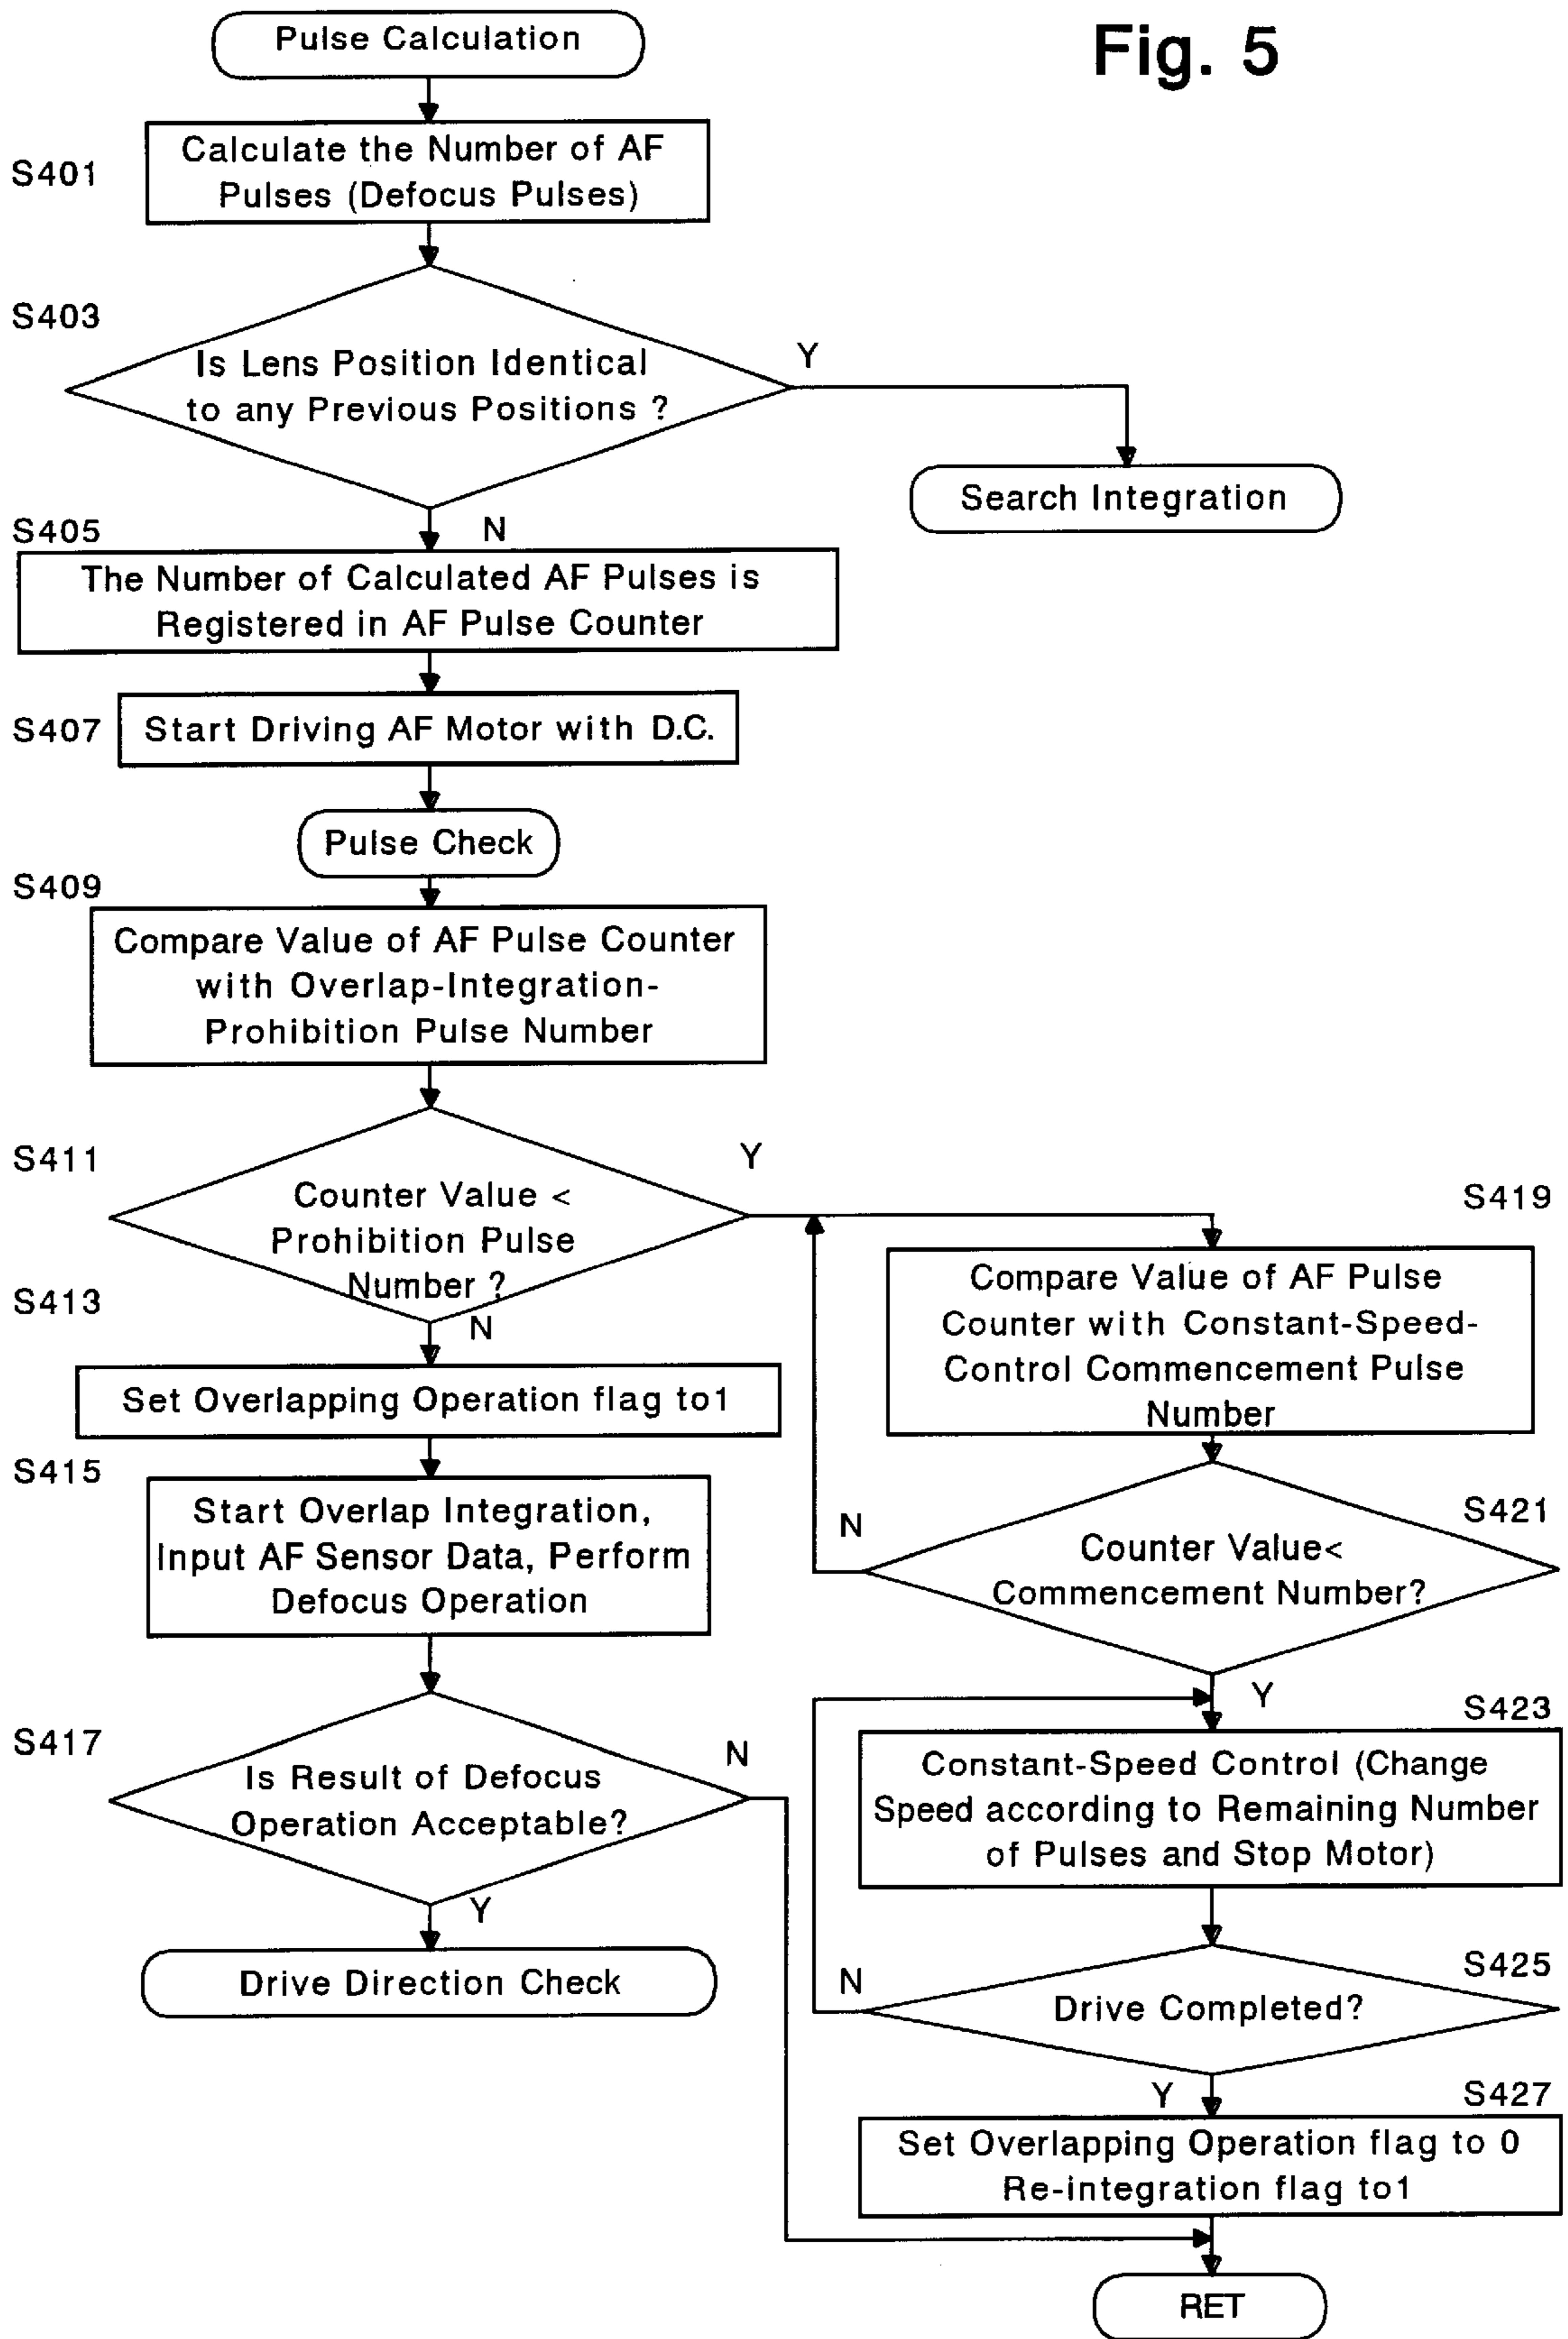 Fig. 5
Pulse Calculation
S401
Calculate the Number of AF
Pulses (Defocus Pulses)
S403
Is Lens Position Identical
to any Previous Positions ?
Y
Search Integration
N
S405
The Number of Calculated AF Pulses is
Registered in AF Pulse Counter
S407
Start Driving AF Motor with D.C.
Pulse Check
S409
Compare Value of AF Pulse Counter
with Overlap-Integration-
Prohibition Pulse Number
S411
Counter Value <
Prohibition Pulse
Number ?
Y
N
S413
Set Overlapping Operation flag to1
S415
Start Overlap Integration,
Input AF Sensor Data, Perform
Defocus Operation
S417
Is Result of Defocus
Operation Acceptable?
N
Y
Drive Direction Check
S419
Compare Value of AF Pulse
Counter with Constant-Speed-
Control Commencement Pulse
Number
S421
Counter Value<
Commencement Number?
N
Y
S423
Constant-Speed Control (Change
Speed according to Remaining Number
of Pulses and Stop Motor)
S425
Drive Completed?
N
Y
S427
Set Overlapping Operation flag to 0
Re-integration flag to1
RET